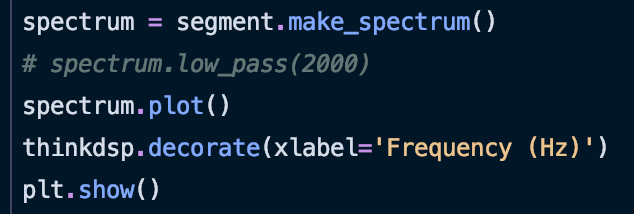 spectrum = segment.make_spectrum()
# spectrum.low_pass(2000)
spectrum.plot()
thinkdsp.decorate(xlabel='Frequency (Hz)')
plt.show()